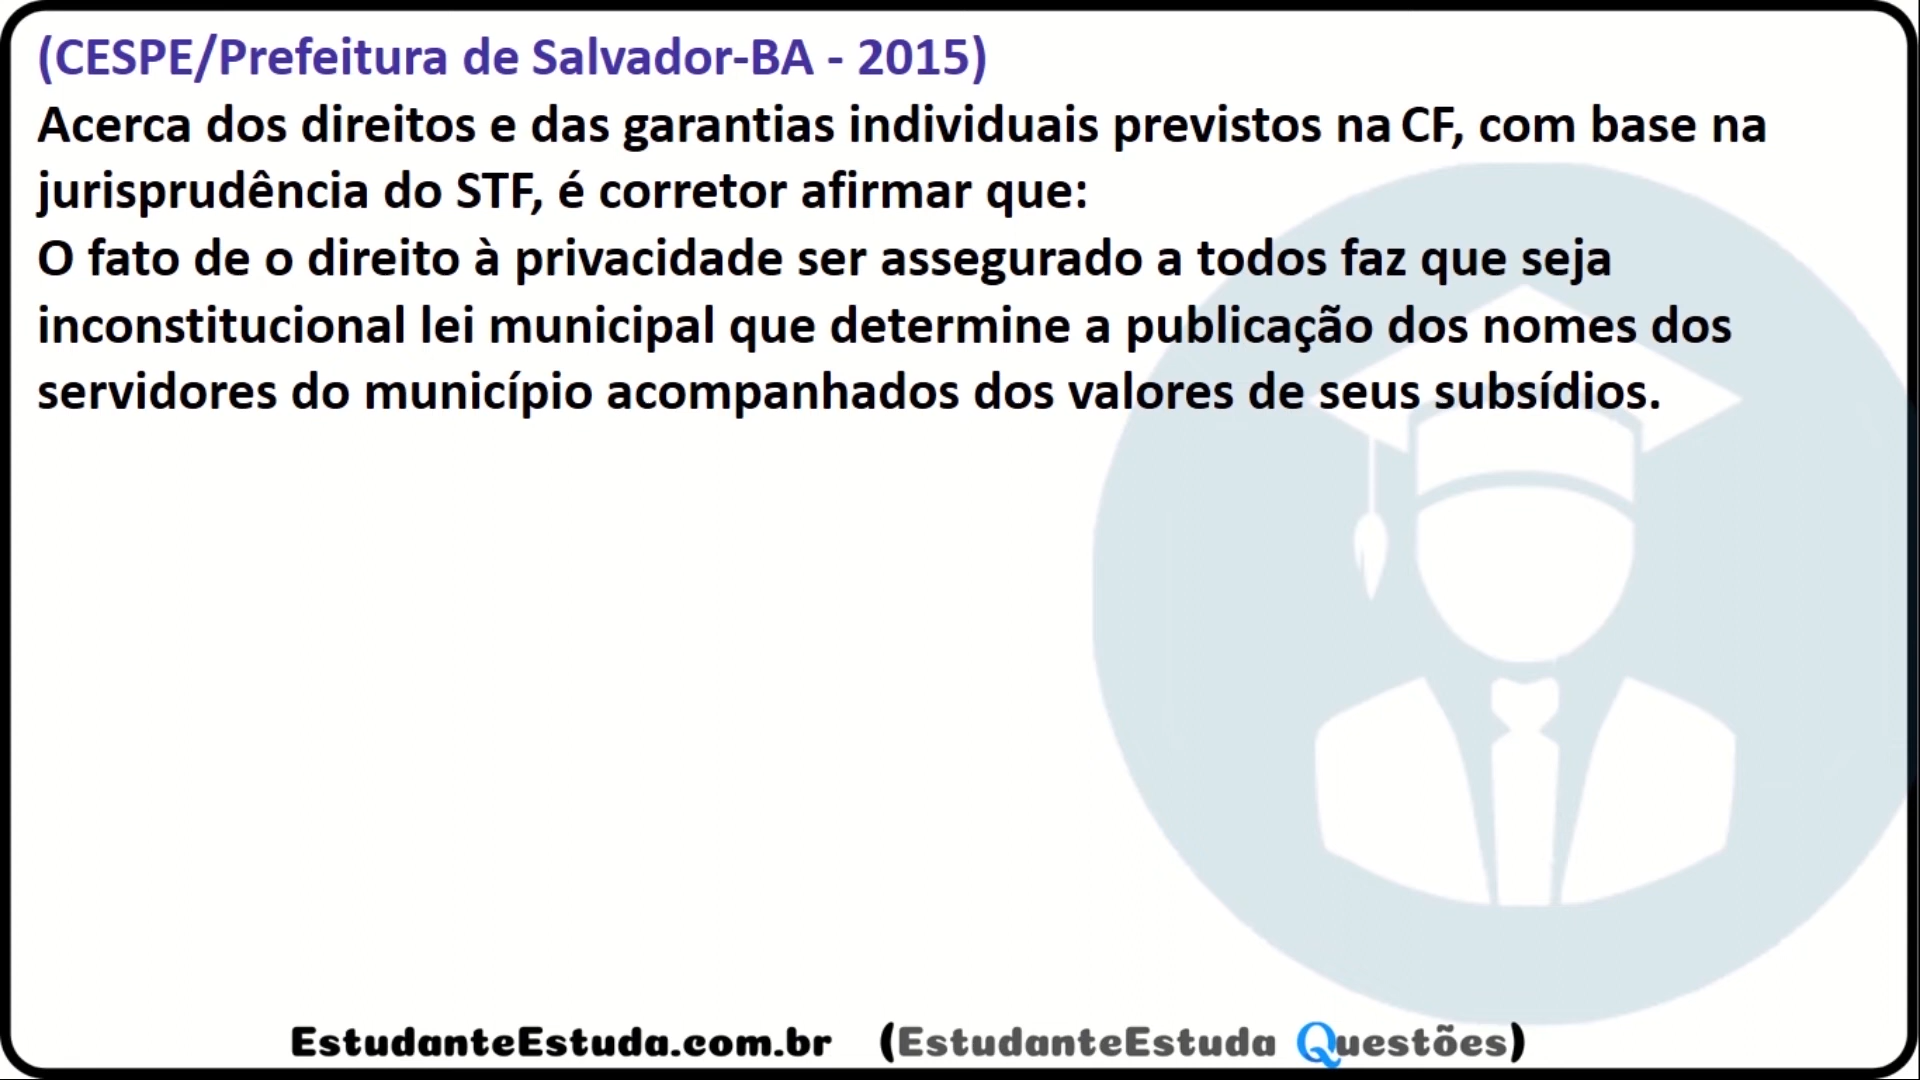 (CESPE/Prefeitura de Salvador-BA - 2015)
Acerca dos direitos e das garantias individuais previstos na CF, com base na
jurisprudência do STF, é corretor afirmar que:
O fato de o direito à privacidade ser assegurado a todos faz que seja
inconstitucional lei municipal que determine a publicação dos nomes dos
servidores do município acompanhados dos valores de seus subsídios.
EstudanteEstuda.com.br (EstudanteEstuda Questões)